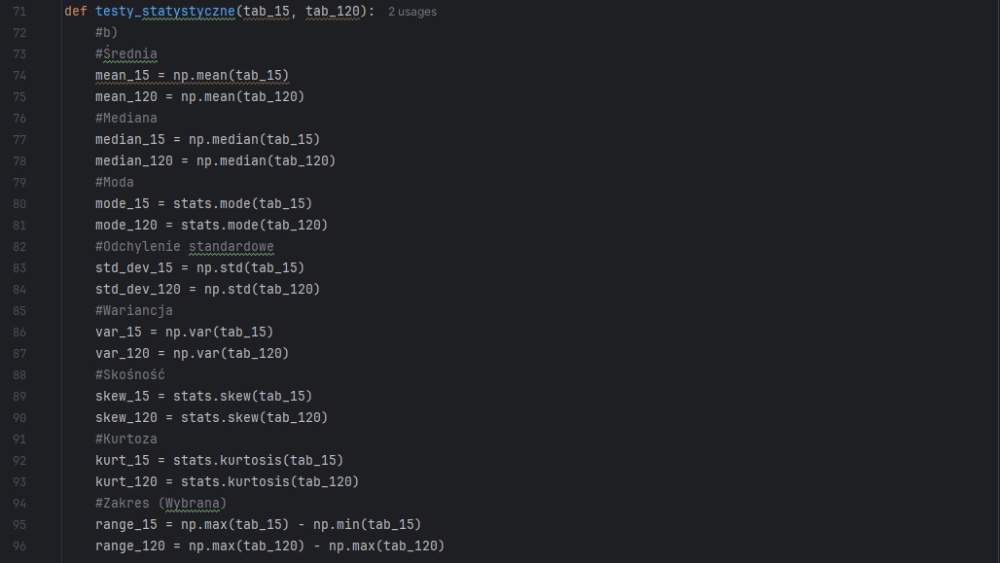 71 def testy_statystyczne(tab_15, tab_120): 2 usages
72 #b)
73 #Średnia
74 mean_15 = np.mean(tab_15)
75 mean_120 = np.mean(tab_120)
76 #Mediana
77 median_15 = np.median(tab_15)
78 median_120 = np.median(tab_120)
79 #Moda
80 mode_15 = stats.mode(tab_15)
81 mode_120 = stats.mode(tab_120)
82 #Odchylenie standardowe
83 std_dev_15 = np.std(tab_15)
84 std_dev_120 = np.std(tab_120)
85 #Wariancja
86 var_15 = np.var(tab_15)
87 var_120 = np.var(tab_120)
88 #Skośność
89 skew_15 = stats.skew(tab_15)
90 skew_120 = stats.skew(tab_120)
91 #Kurtoza
92 kurt_15 = stats.kurtosis(tab_15)
93 kurt_120 = stats.kurtosis(tab_120)
94 #Zakres (Wybrana)
95 range_15 = np.max(tab_15) - np.min(tab_15)
96 range_120 = np.max(tab_120) - np.max(tab_120)